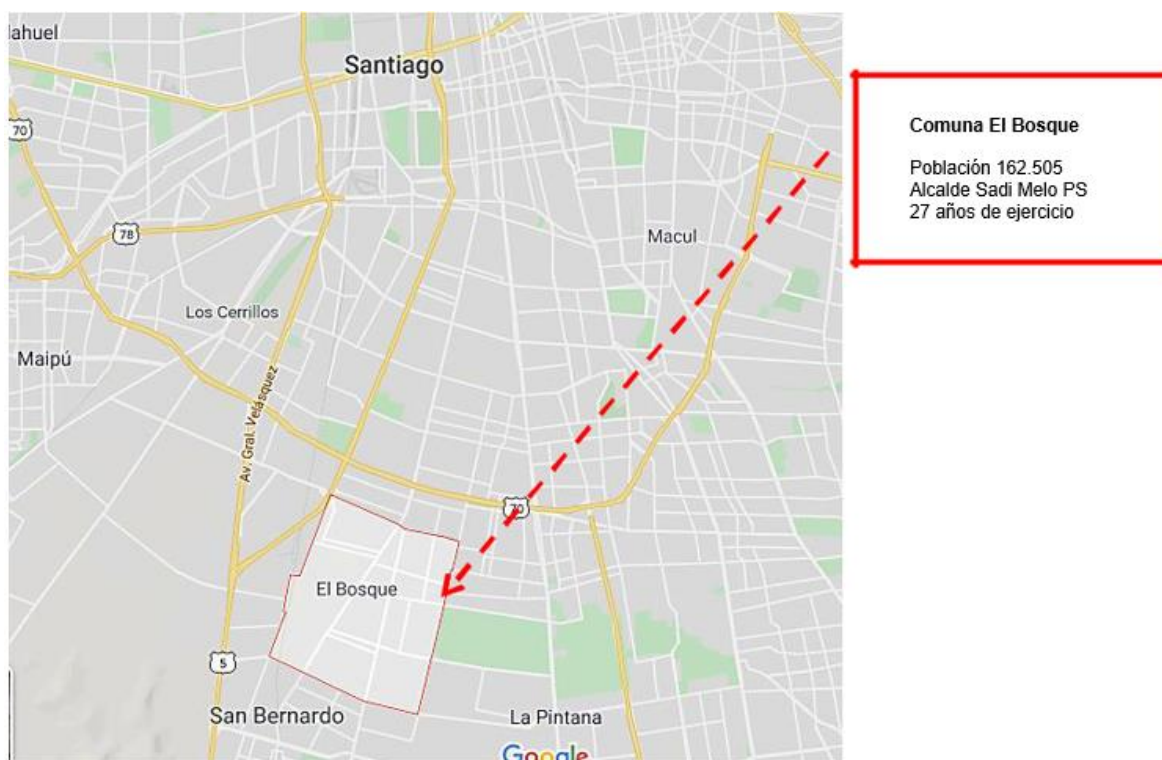 lahuel
Santiago
70
78
Macul
Los Cerrillos
Maipú
Av. Gral. Velásquez
70
El Bosque
5
San Bernardo
La Pintana
Google
Comuna El Bosque
Población 162.505
Alcalde Sadi Melo PS
27 años de ejercicio